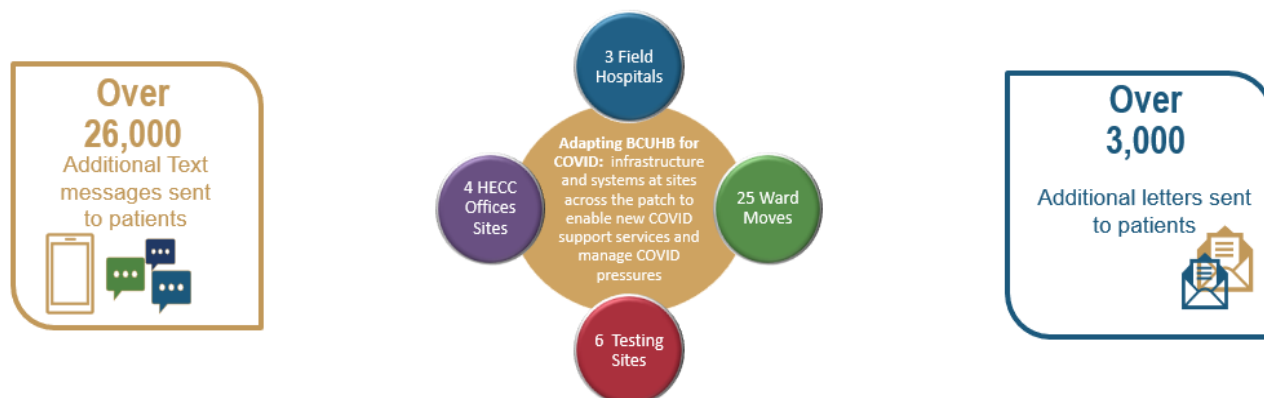 Over
26,000
Additional Text
messages sent
to patients
3 Field
Hospitals
Adapting BCUHB for
COVID: infrastructure
and systems at sites
across the patch to
enable new COVID
support services and
manage COVID
pressures
4 HECC
Offices
Sites
25 Ward
Moves
6 Testing
Sites
Over
3,000
Additional letters sent
to patients